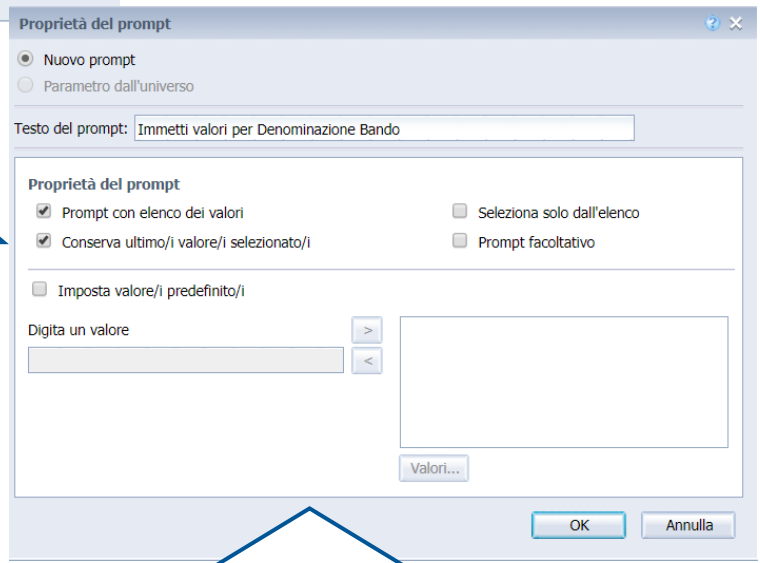 Proprietà del prompt
Nuovo prompt
Parametro dall'universo
Testo del prompt: Immetti valori per Denominazione Bando
Proprietà del prompt
Prompt con elenco dei valori
Seleziona solo dall'elenco
Conserva ultimo/i valore/i selezionato/i
Prompt facoltativo
Imposta valore/i predefinito/i
Digita un valore
>
<
Valori...
OK Annulla